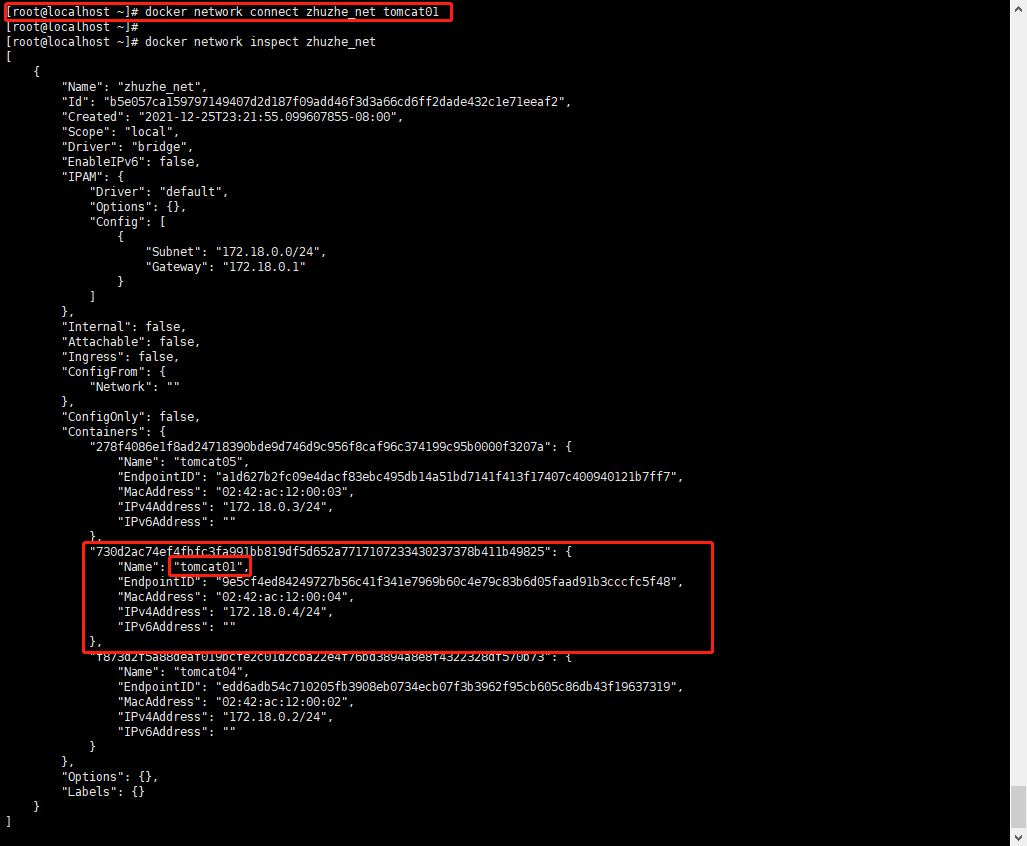 [root@localhost ~]# docker network connect zhuzhe_net tomcat01
[root@localhost ~]#
[root@localhost ~]# docker network inspect zhuzhe_net
[
    {
        "Name": "zhuzhe_net",
        "Id": "b5e057ca159797149407d2d187f09add46f3d3a66cd6ff2dade432c1e71eeaf2",
        "Created": "2021-12-25T23:21:55.099607855-08:00",
        "Scope": "local",
        "Driver": "bridge",
        "EnableIPv6": false,
        "IPAM": {
            "Driver": "default",
            "Options": {},
            "Config": [
                {
                    "Subnet": "172.18.0.0/24",
                    "Gateway": "172.18.0.1"
                }
            ]
        },
        "Internal": false,
        "Attachable": false,
        "Ingress": false,
        "ConfigFrom": {
            "Network": ""
        },
        "ConfigOnly": false,
        "Containers": {
            "278f4086e1f8ad24718390bde9d746d9c956f8caf96c374199c95b0000f3207a": {
                "Name": "tomcat05",
                "EndpointID": "a1d627b2fc09e4dacf83ebc495db14a51bd7141f413f17407c400940121b7ff7",
                "MacAddress": "02:42:ac:12:00:03",
                "IPv4Address": "172.18.0.3/24",
                "IPv6Address": ""
            },
            "730d2ac74ef4fbfc3fa991bb819df5d652a7717107233430237378b411b49825": {
                "Name": "tomcat01",
                "EndpointID": "9e5cf4ed84249727b56c41f341e7969b60c4e79c83b6d05faad91b3cccfc5f48",
                "MacAddress": "02:42:ac:12:00:04",
                "IPv4Address": "172.18.0.4/24",
                "IPv6Address": ""
            },
            "f873d2f5a88deaf019bcfe2c01d2cba22e4f76bd3894a8e8f4322328df570b73": {
                "Name": "tomcat04",
                "EndpointID": "edd6adb54c710205fb3908eb0734ecb07f3b3962f95cb605c86db43f19637319",
                "MacAddress": "02:42:ac:12:00:02",
                "IPv4Address": "172.18.0.2/24",
                "IPv6Address": ""
            }
        },
        "Options": {},
        "Labels": {}
    }
]